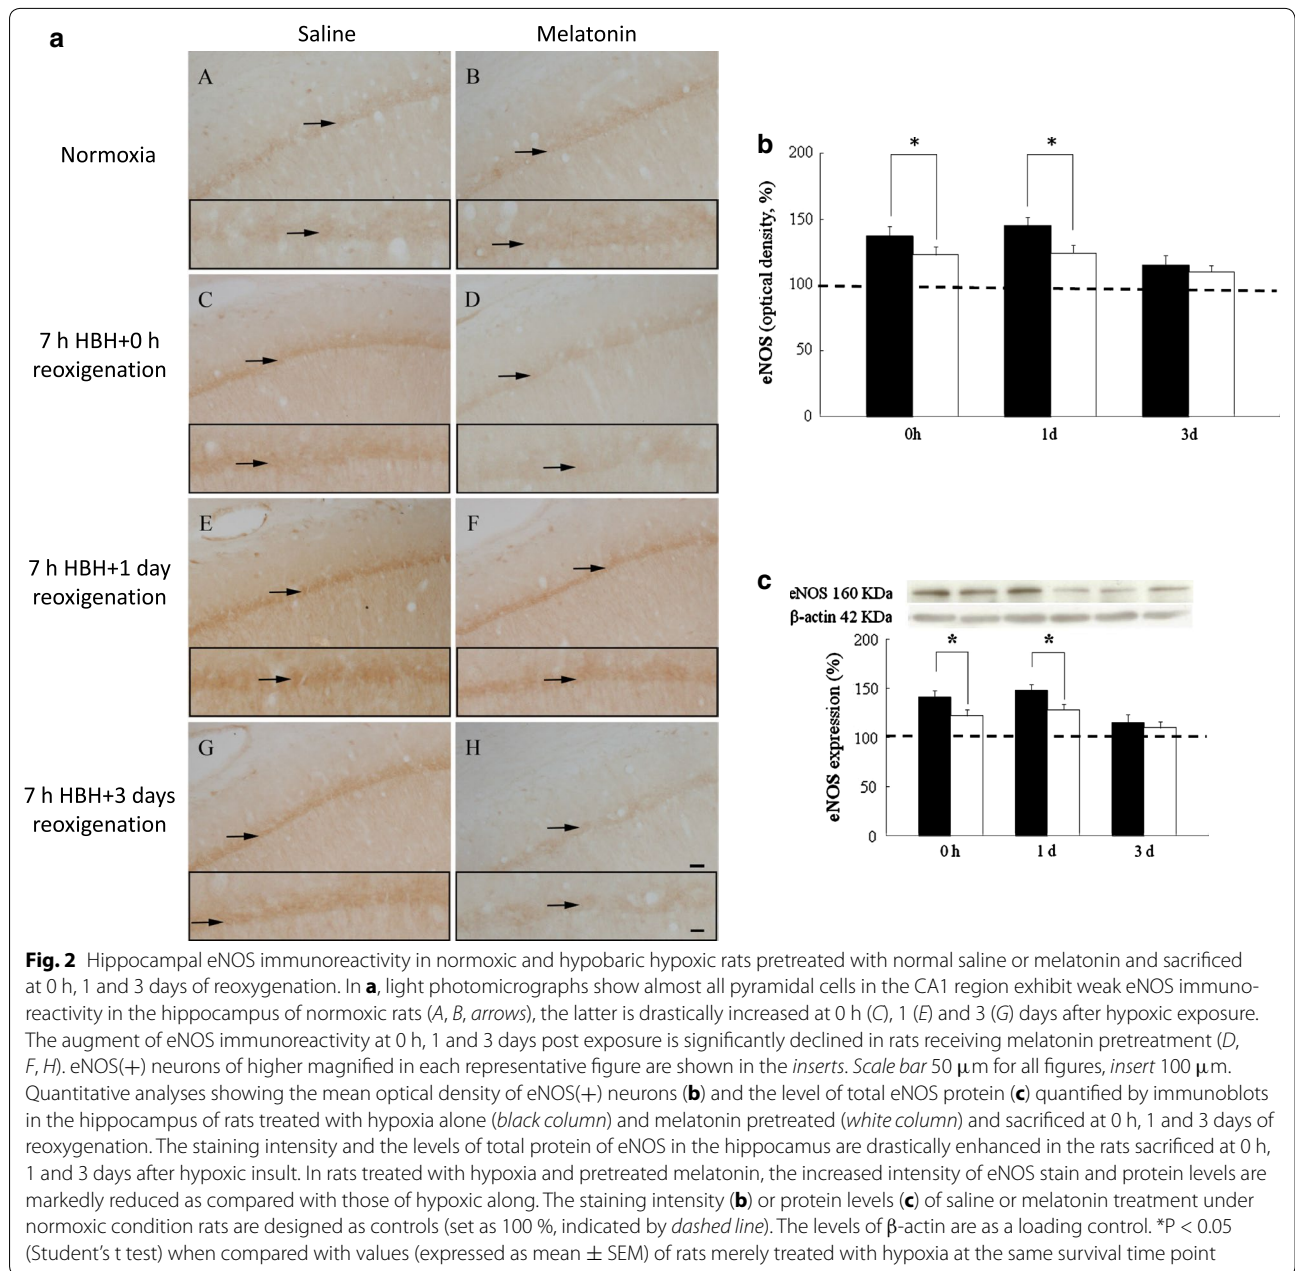 a
Saline
Melatonin
A
B
Normoxia
C
D
7 h HBH+0 h
reoxigenation
E
F
7 h HBH+1 day
reoxigenation
G
H
7 h HBH+3 days
reoxigenation
b
*
*
200
150
100
50
0
eNOS (optical density, %)
0h
1d
3d
c
eNOS 160 KDa
β-actin 42 KDa
*
*
200
150
100
50
0
eNOS expression (%)
0 h
1 d
3 d
Fig. 2 Hippocampal eNOS immunoreactivity in normoxic and hypobaric hypoxic rats pretreated with normal saline or melatonin and sacrificed
at 0 h, 1 and 3 days of reoxygenation. In a, light photomicrographs show almost all pyramidal cells in the CA1 region exhibit weak eNOS immuno-
reactivity in the hippocampus of normoxic rats (A, B, arrows), the latter is drastically increased at 0 h (C), 1 (E) and 3 (G) days after hypoxic exposure.
The augment of eNOS immunoreactivity at 0 h, 1 and 3 days post exposure is significantly declined in rats receiving melatonin pretreatment (D,
F, H). eNOS(+) neurons of higher magnified in each representative figure are shown in the inserts. Scale bar 50 μm for all figures, insert 100 μm.
Quantitative analyses showing the mean optical density of eNOS(+) neurons (b) and the level of total eNOS protein (c) quantified by immunoblots
in the hippocampus of rats treated with hypoxia alone (black column) and melatonin pretreated (white column) and sacrificed at 0 h, 1 and 3 days of
reoxygenation. The staining intensity and the levels of total protein of eNOS in the hippocamus are drastically enhanced in the rats sacrificed at 0 h,
1 and 3 days after hypoxic insult. In rats treated with hypoxia and pretreated melatonin, the increased intensity of eNOS stain and protein levels are
markedly reduced as compared with those of hypoxic along. The staining intensity (b) or protein levels (c) of saline or melatonin treatment under
normoxic condition rats are designed as controls (set as 100 %, indicated by dashed line). The levels of β-actin are as a loading control. *P < 0.05
(Student's t test) when compared with values (expressed as mean ± SEM) of rats merely treated with hypoxia at the same survival time point